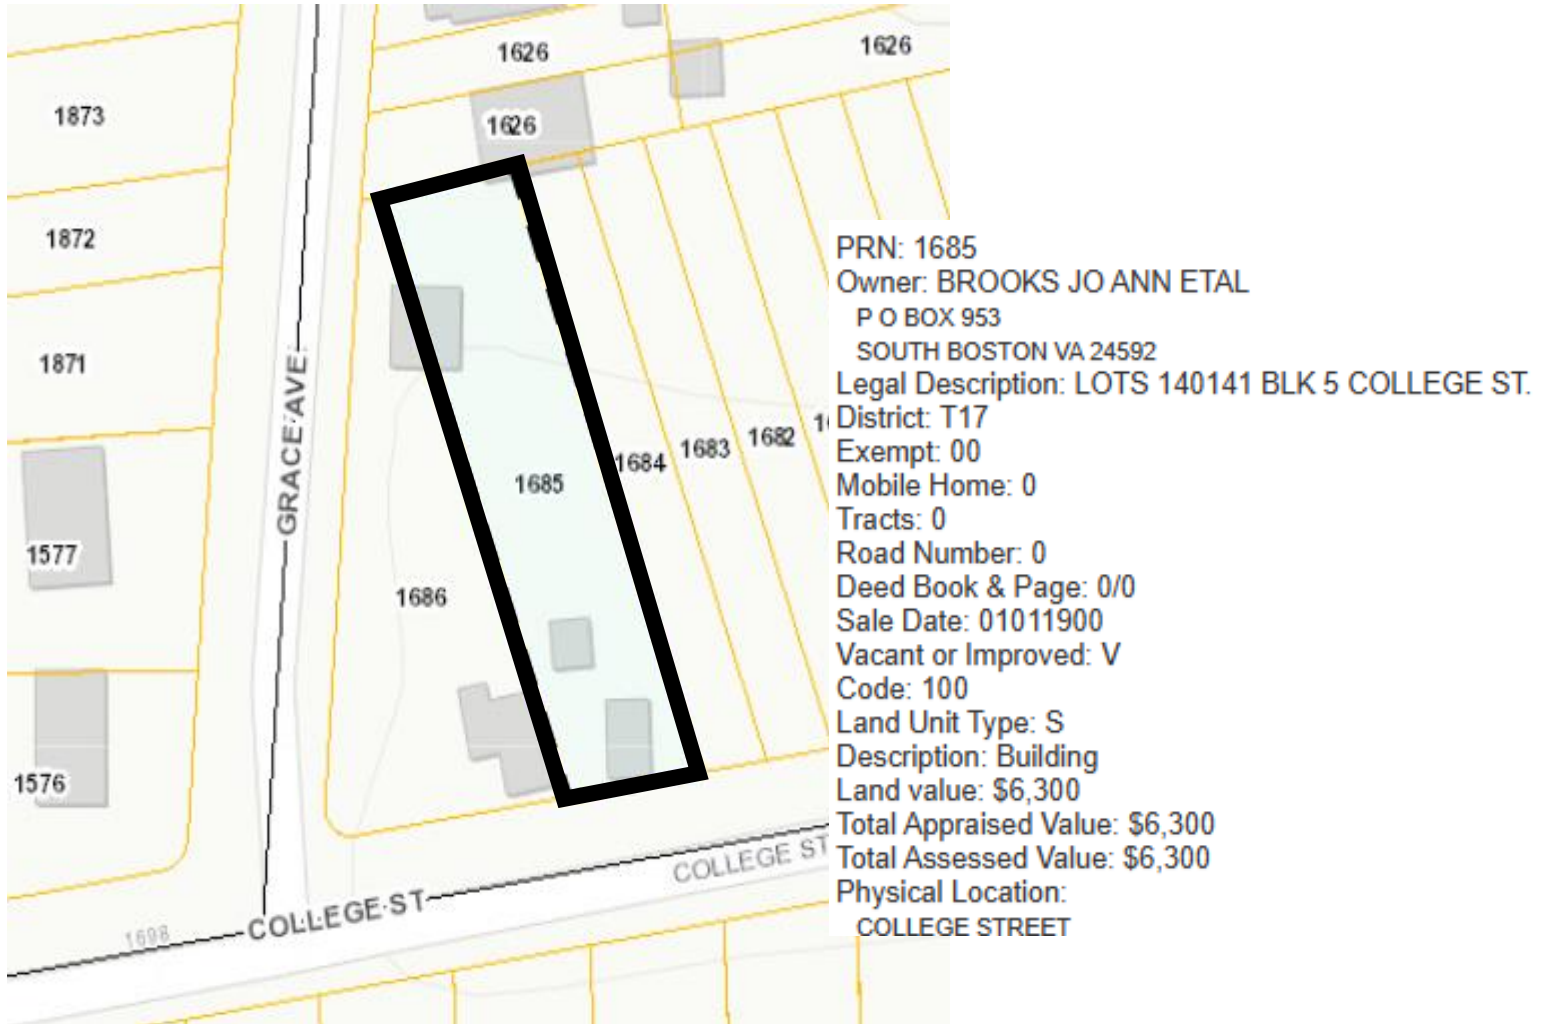 1626
1626
1873
1626
1872
1871
GRACE AVE.
1685
1684
1683
1682
1577
1686
1576
COLLEGE ST
COLLEGE ST
1698
PRN: 1685
Owner: BROOKS JO ANN ETAL
P O BOX 953
SOUTH BOSTON VA 24592
Legal Description: LOTS 140141 BLK 5 COLLEGE ST.
District: T17
Exempt: 00
Mobile Home: 0
Tracts: 0
Road Number: 0
Deed Book & Page: 0/0
Sale Date: 01011900
Vacant or Improved: V
Code: 100
Land Unit Type: S
Description: Building
Land value: $6,300
Total Appraised Value: $6,300
Total Assessed Value: $6,300
Physical Location:
COLLEGE STREET